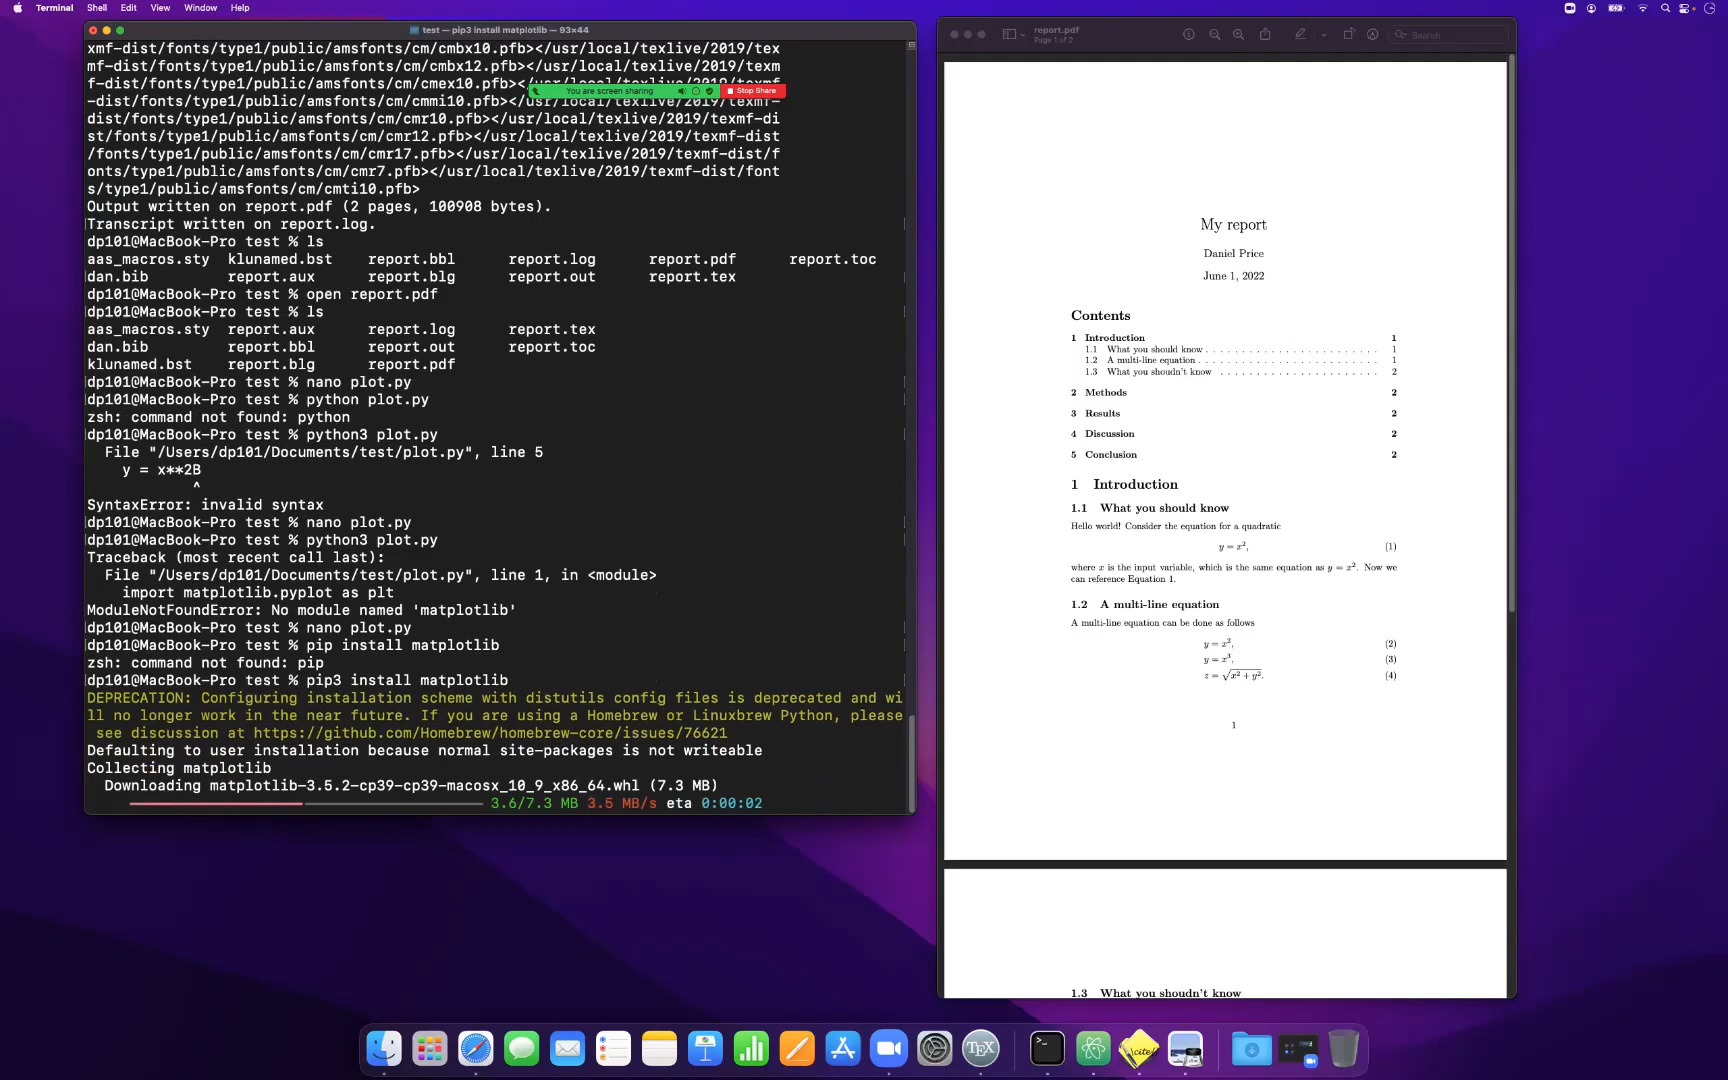 Terminal Shell Edit View Window Help
test — pip3 install matplotlib — 93×44
xmf-dist/fonts/type1/public/amsfonts/cm/cmbx10.pfb></usr/local/texlive/2019/tex
mf-dist/fonts/type1/public/amsfonts/cm/cmbx12.pfb></usr/local/texlive/2019/texm
f-dist/fonts/type1/public/amsfonts/cm/cmex10.pfb></usr/local/texlive/2019/texmf
You are screen sharing Stop Share
-dist/fonts/type1/public/amsfonts/cm/cmmi10.pfb></usr/local/texlive/2019/texmf-
dist/fonts/type1/public/amsfonts/cm/cmr10.pfb></usr/local/texlive/2019/texmf-di
st/fonts/type1/public/amsfonts/cm/cmr12.pfb></usr/local/texlive/2019/texmf-dist
/fonts/type1/public/amsfonts/cm/cmr17.pfb></usr/local/texlive/2019/texmf-dist/f
onts/type1/public/amsfonts/cm/cmr7.pfb></usr/local/texlive/2019/texmf-dist/font
s/type1/public/amsfonts/cm/cmti10.pfb>
Output written on report.pdf (2 pages, 100908 bytes).
Transcript written on report.log.
dp101@MacBook-Pro test % ls
aas_macros.sty klunamed.bst report.bbl report.log report.pdf report.toc
dan.bib report.aux report.blg report.out report.tex
dp101@MacBook-Pro test % open report.pdf
dp101@MacBook-Pro test % ls
aas_macros.sty report.aux report.log report.tex
dan.bib report.bbl report.out report.toc
klunamed.bst report.blg report.pdf
dp101@MacBook-Pro test % nano plot.py
dp101@MacBook-Pro test % python plot.py
zsh: command not found: python
dp101@MacBook-Pro test % python3 plot.py
File "/Users/dp101/Documents/test/plot.py", line 5
y = x**2B
^
SyntaxError: invalid syntax
dp101@MacBook-Pro test % nano plot.py
dp101@MacBook-Pro test % python3 plot.py
Traceback (most recent call last):
File "/Users/dp101/Documents/test/plot.py", line 1, in <module>
import matplotlib.pyplot as plt
ModuleNotFoundError: No module named 'matplotlib'
dp101@MacBook-Pro test % nano plot.py
dp101@MacBook-Pro test % pip install matplotlib
zsh: command not found: pip
dp101@MacBook-Pro test % pip3 install matplotlib
DEPRECATION: Configuring installation scheme with distutils config files is deprecated and wi
ll no longer work in the near future. If you are using a Homebrew or Linuxbrew Python, please
see discussion at https://github.com/Homebrew/homebrew-core/issues/76621
Defaulting to user installation because normal site-packages is not writeable
Collecting matplotlib
Downloading matplotlib-3.5.2-cp39-cp39-macosx_10_9_x86_64.whl (7.3 MB)
3.6/7.3 MB 3.5 MB/s eta 0:00:02
report.pdf
Page 1 of 2
Search
My report
Daniel Price
June 1, 2022
Contents
1 Introduction 1
1.1 What you should know . . . . . . . . . . . . . . . . . . . . . . . . 1
1.2 A multi-line equation . . . . . . . . . . . . . . . . . . . . . . . . . 1
1.3 What you shoudn't know . . . . . . . . . . . . . . . . . . . . . . 2
2 Methods 2
3 Results 2
4 Discussion 2
5 Conclusion 2
1 Introduction
1.1 What you should know
Hello world! Consider the equation for a quadratic
y = x², (1)
where x is the input variable, which is the same equation as y = x². Now we
can reference Equation 1.
1.2 A multi-line equation
A multi-line equation can be done as follows
y = x², (2)
y = x³, (3)
z = √x² + y². (4)
1
1.3 What you shoudn't know
TEX